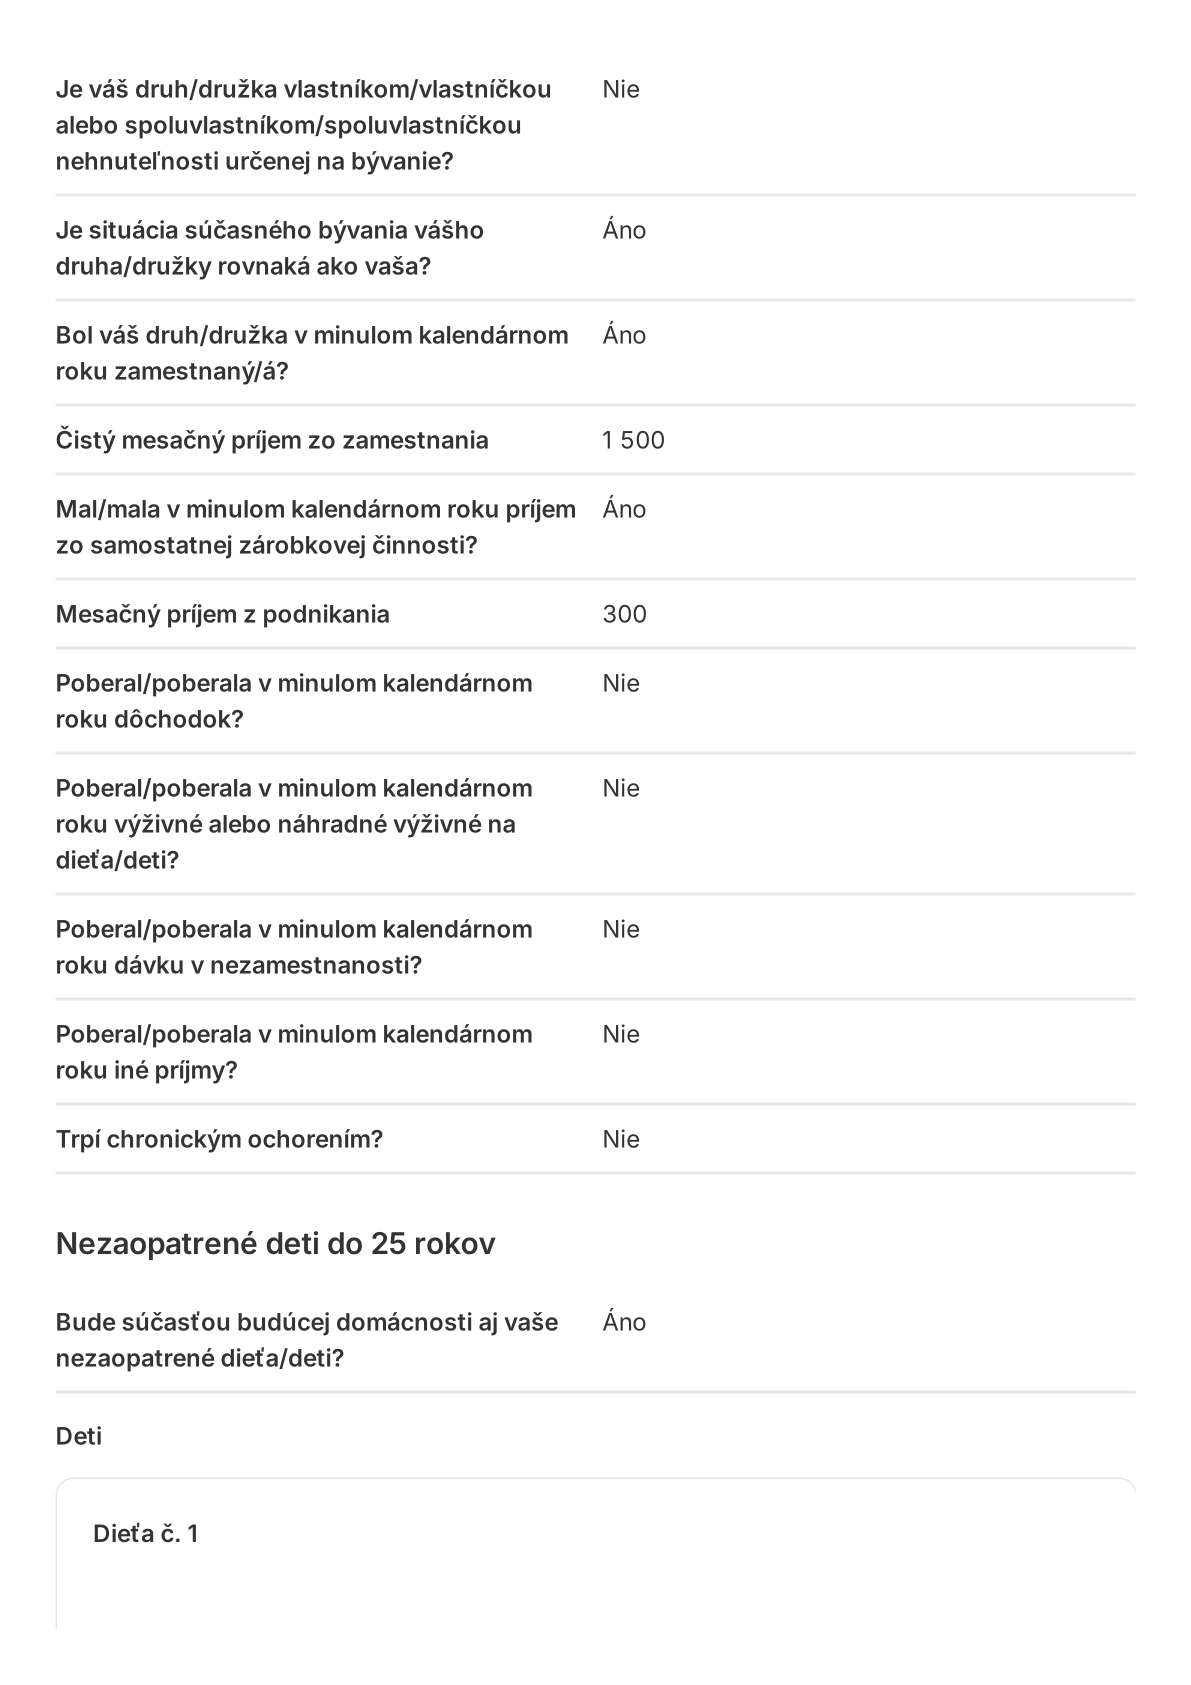 Je váš druh/družka vlastníkom/vlastníčkou
Nie
alebo spoluvlastníkom/spoluvlastníčkou
nehnuteľnosti určenej na bývanie?
Je situácia súčasného bývania vášho
Áno
druha/družky rovnaká ako vaša?
Bol váš druh/družka v minulom kalendárnom
Áno
roku zamestnaný/á?
Čistý mesačný príjem zo zamestnania
1 500
Mal/mala v minulom kalendárnom roku príjem
Áno
zo samostatnej zárobkovej činnosti?
Mesačný príjem z podnikania
300
Poberal/poberala v minulom kalendárnom
Nie
roku dôchodok?
Poberal/poberala v minulom kalendárnom
Nie
roku výživné alebo náhradné výživné na
dieťa/deti?
Poberal/poberala v minulom kalendárnom
Nie
roku dávku v nezamestnanosti?
Poberal/poberala v minulom kalendárnom
Nie
roku iné príjmy?
Trpí chronickým ochorením?
Nie
Nezaopatrené deti do 25 rokov
Bude súčasťou budúcej domácnosti aj vaše
Áno
nezaopatrené dieťa/deti?
Deti
Dieťa č. 1